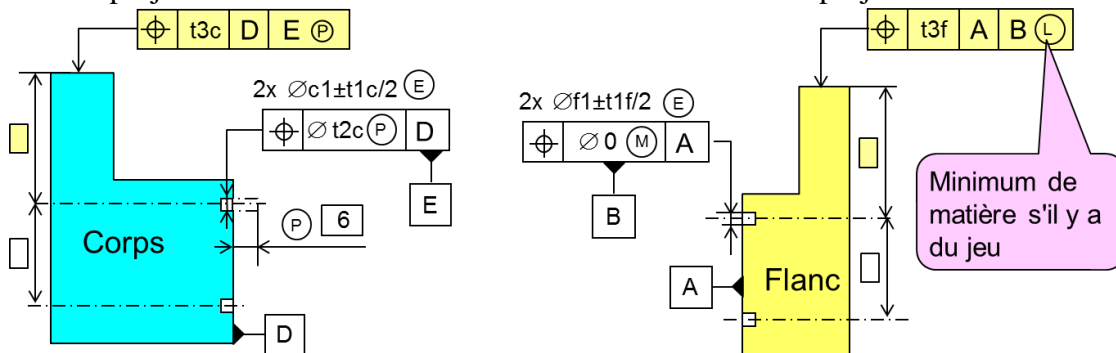 ⌖ t3c D E Ⓟ
2x ∅c1±t1c/2 Ⓔ
⌖ ∅ t2c Ⓟ D
E
Ⓟ 6
Corps
D
⌖ t3f A B Ⓛ
2x ∅f1±t1f/2 Ⓔ
⌖ ∅ 0 Ⓜ A
B
A
Flanc
Minimum de
matière s'il y a
du jeu